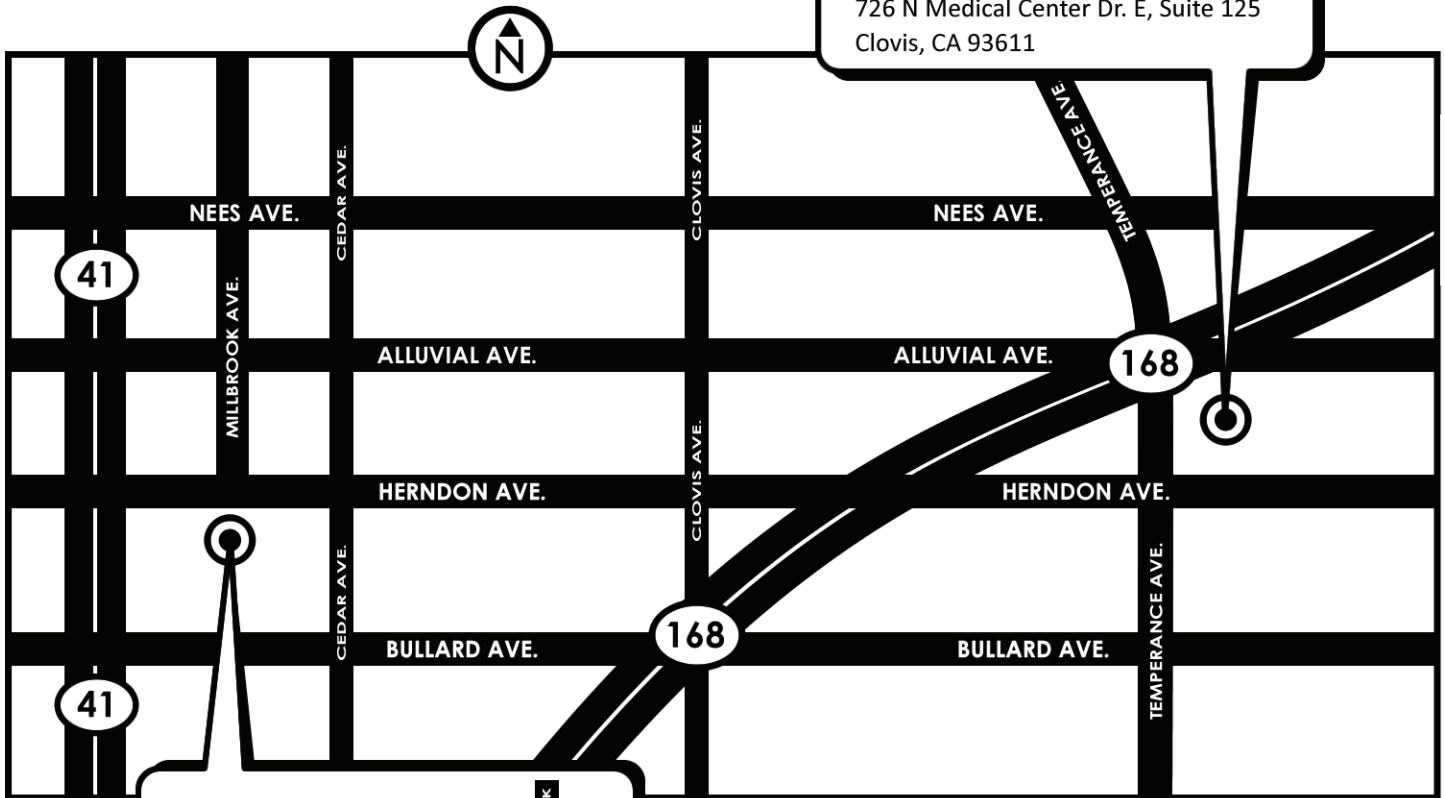 726 N Medical Center Dr. E, Suite 125
Clovis, CA 93611
N
TEMPERANCE AVE.
CEDAR AVE.
CLOVIS AVE.
NEES AVE.
NEES AVE.
41
MILLBROOK AVE.
ALLUVIAL AVE.
ALLUVIAL AVE.
168
CLOVIS AVE.
HERNDON AVE.
HERNDON AVE.
CEDAR AVE.
TEMPERANCE AVE.
168
BULLARD AVE.
BULLARD AVE.
41
K